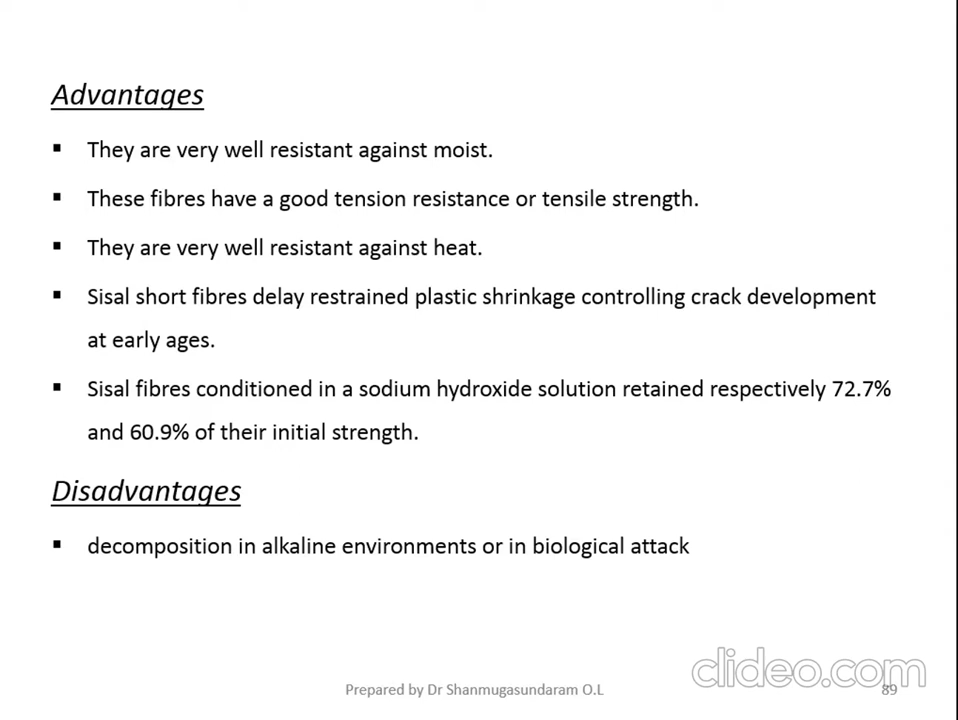 Advantages
▪ They are very well resistant against moist.
▪ These fibres have a good tension resistance or tensile strength.
▪ They are very well resistant against heat.
▪ Sisal short fibres delay restrained plastic shrinkage controlling crack development
at early ages.
▪ Sisal fibres conditioned in a sodium hydroxide solution retained respectively 72.7%
and 60.9% of their initial strength.
Disadvantages
▪ decomposition in alkaline environments or in biological attack
clideo.com
Prepared by Dr Shanmugasundaram O.L 89